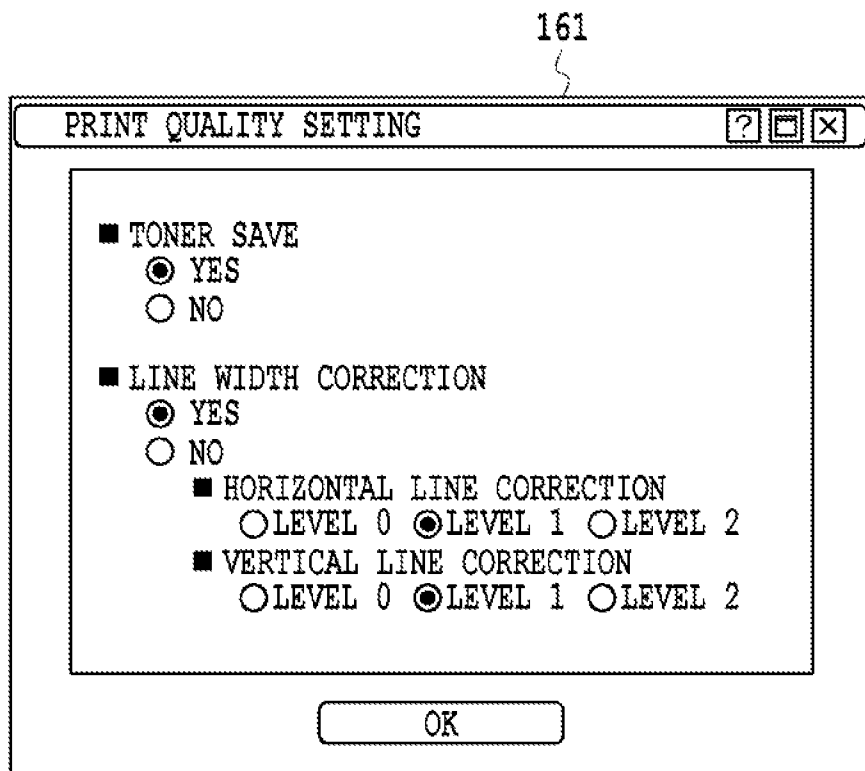 161
PRINT QUALITY SETTING ?
TONER SAVE
YES
NO
LINE WIDTH CORRECTION
YES
NO
HORIZONTAL LINE CORRECTION
LEVEL 0 LEVEL 1 LEVEL 2
VERTICAL LINE CORRECTION
LEVEL 0 LEVEL 1 LEVEL 2
OK